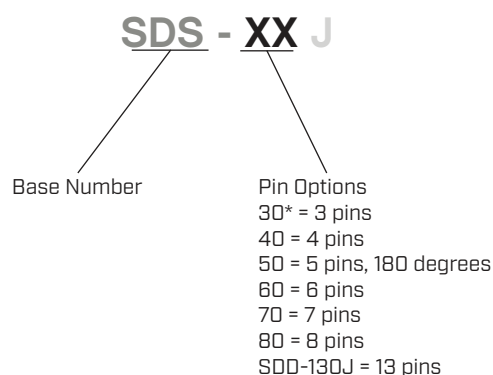 SDS - XX J
Base Number
Pin Options
30* = 3 pins
40 = 4 pins
50 = 5 pins, 180 degrees
60 = 6 pins
70 = 7 pins
80 = 8 pins
SDD-130J = 13 pins